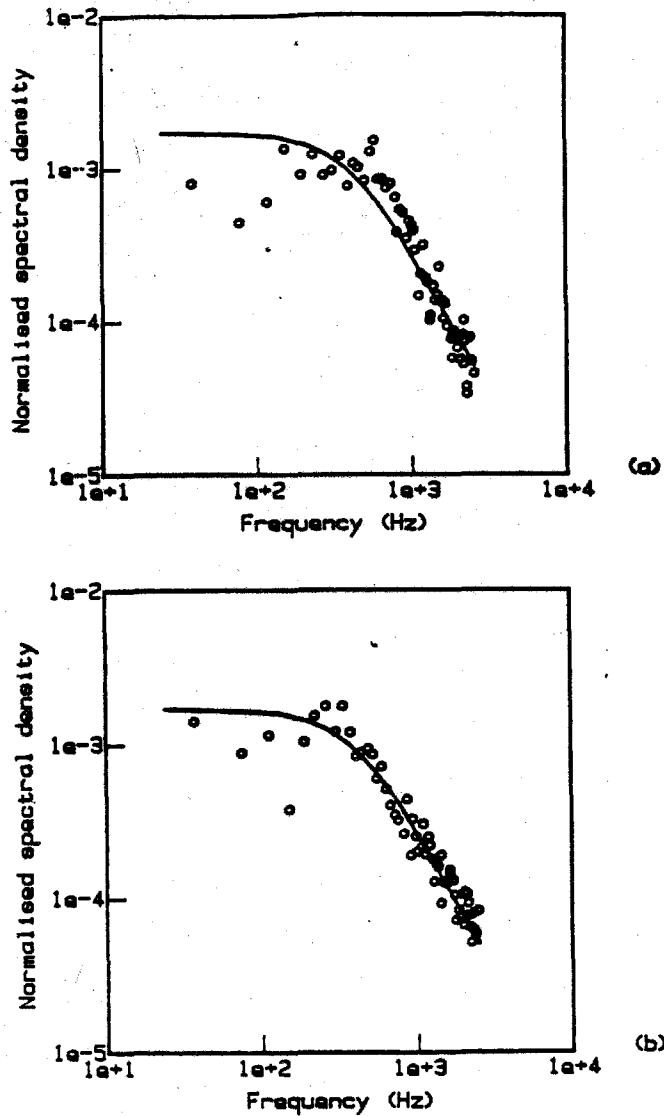 1e-2
1e-3
1e-4
1e-5
Normalised spectral density
1e+1
1e+2
1e+3
1e+4
Frequency (Hz)
(a)
1e-2
1e-3
1e-4
1e-5
Normalised spectral density
1e+1
1e+2
1e+3
1e+4
Frequency (Hz)
(b)